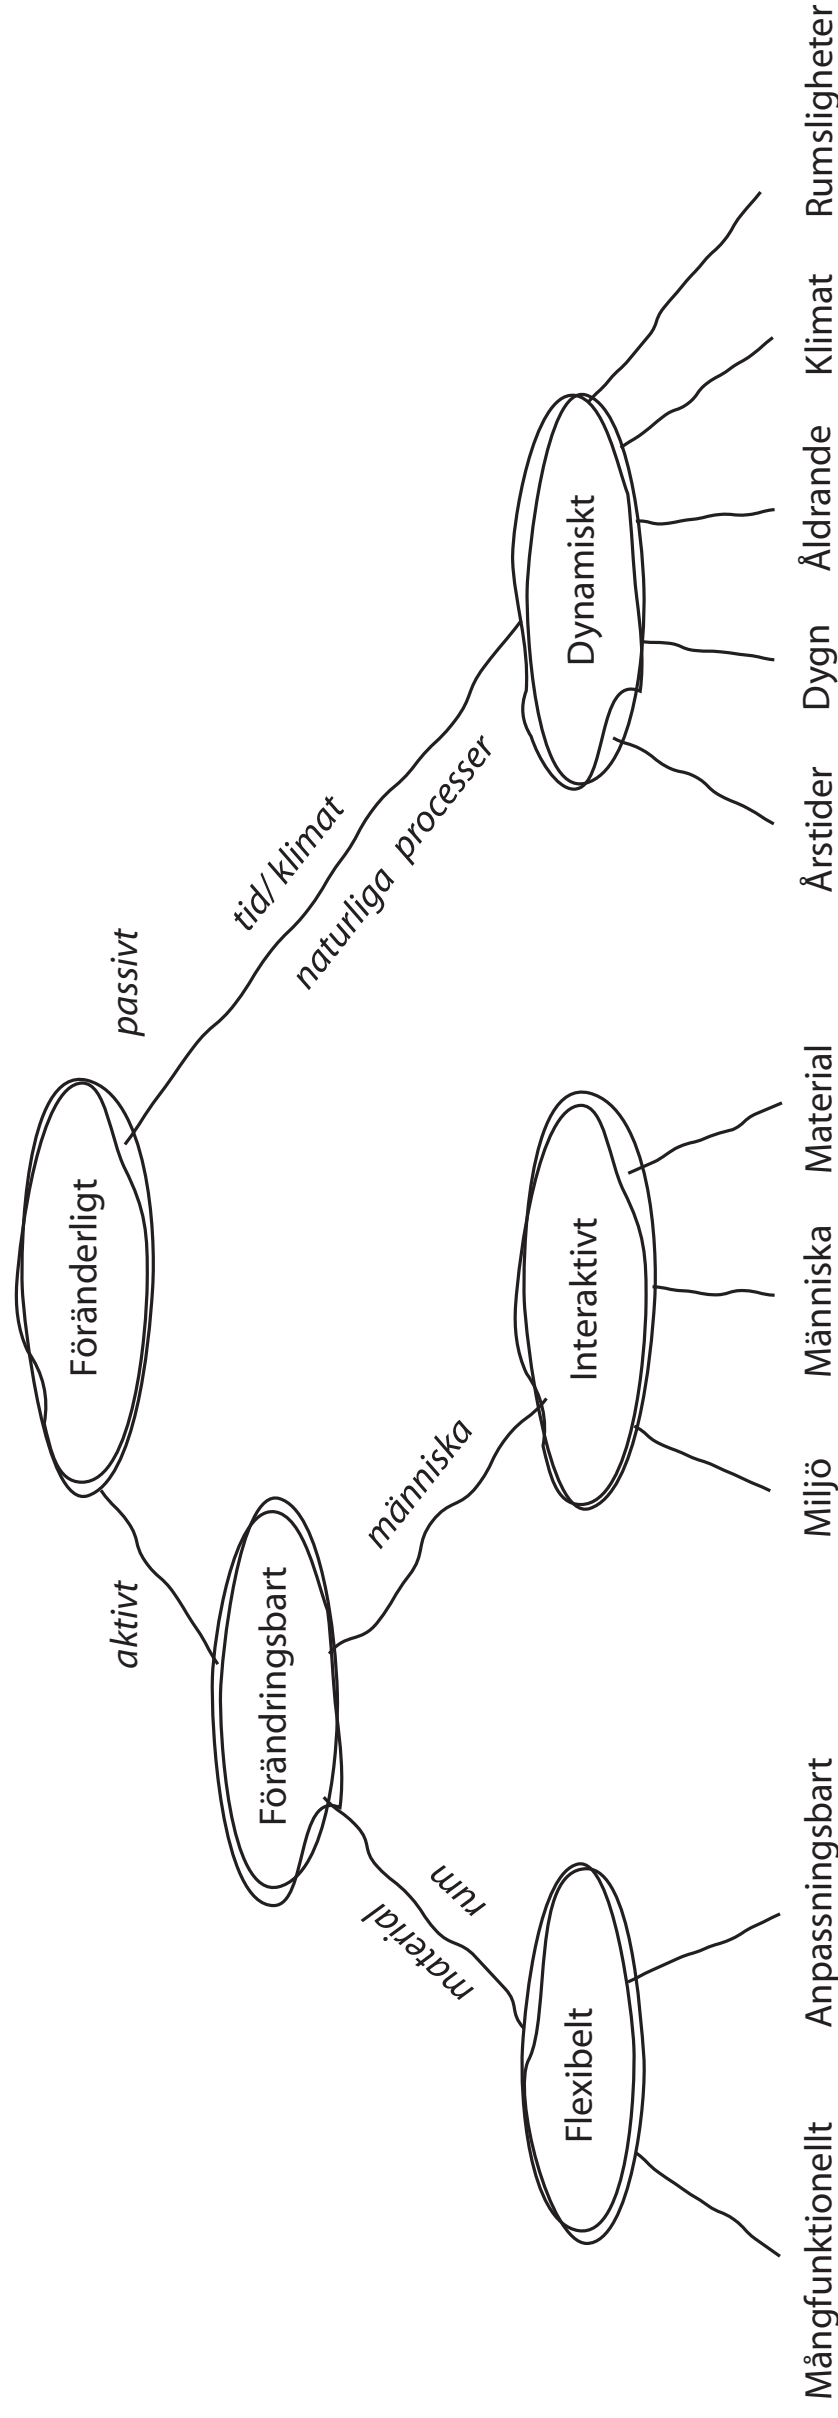 Föränderligt
aktivt
passivt
Förändringsbart
tid/klimat
naturliga processer
material
rum
människa
Flexibelt
Interaktivt
Dynamiskt
Mångfunktionellt
Anpassningsbart
Miljö
Människa
Material
Årstider
Dygn
Åldrande
Klimat
Rumsligheter